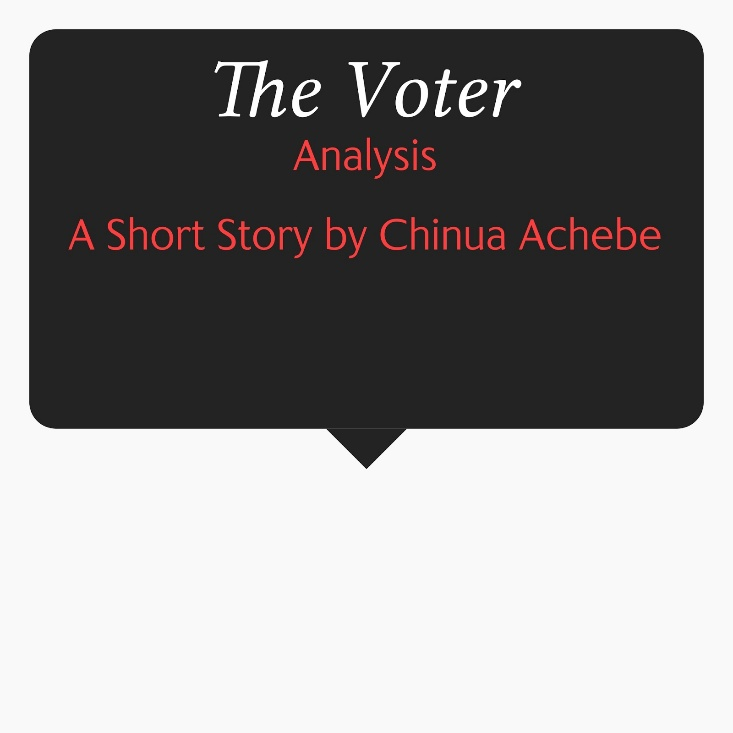 The Voter
Analysis
A Short Story by Chinua Achebe